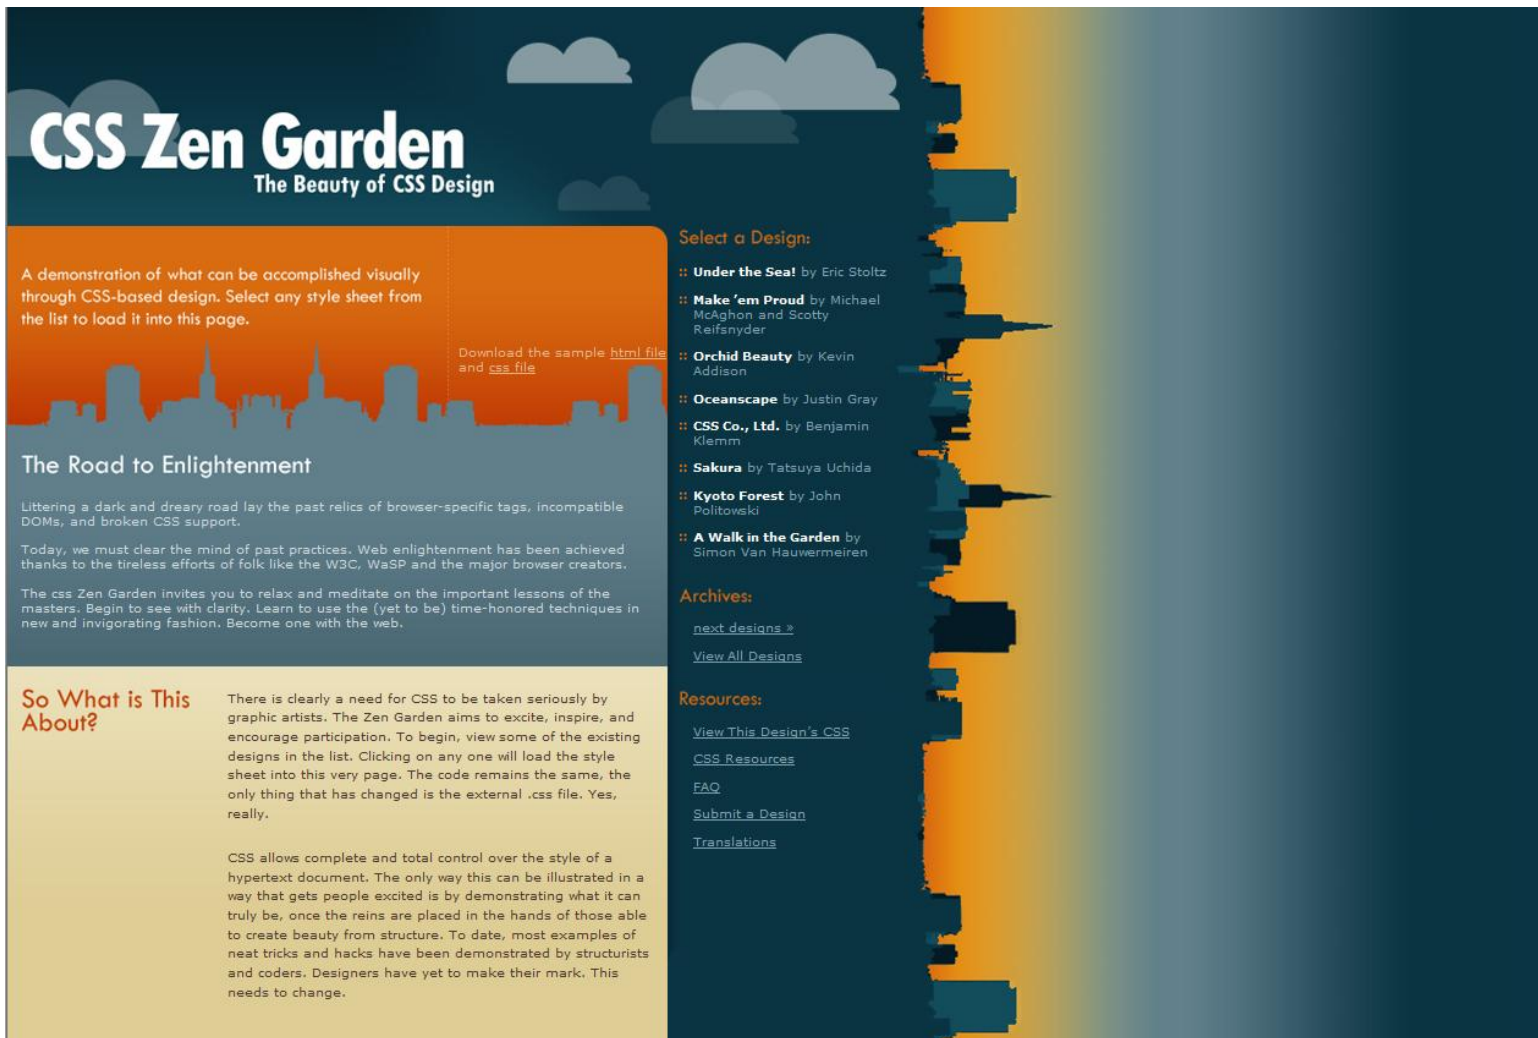 CSS Zen Garden
The Beauty of CSS Design
A demonstration of what can be accomplished visually
through CSS-based design. Select any style sheet from
the list to load it into this page.
Download the sample html file
and css file
The Road to Enlightenment
Littering a dark and dreary road lay the past relics of browser-specific tags, incompatible
DOMs, and broken CSS support.
Today, we must clear the mind of past practices. Web enlightenment has been achieved
thanks to the tireless efforts of folk like the W3C, WaSP and the major browser creators.
The css Zen Garden invites you to relax and meditate on the important lessons of the
masters. Begin to see with clarity. Learn to use the (yet to be) time-honored techniques in
new and invigorating fashion. Become one with the web.
So What is This
About?
There is clearly a need for CSS to be taken seriously by
graphic artists. The Zen Garden aims to excite, inspire, and
encourage participation. To begin, view some of the existing
designs in the list. Clicking on any one will load the style
sheet into this very page. The code remains the same, the
only thing that has changed is the external .css file. Yes,
really.
CSS allows complete and total control over the style of a
hypertext document. The only way this can be illustrated in a
way that gets people excited is by demonstrating what it can
truly be, once the reins are placed in the hands of those able
to create beauty from structure. To date, most examples of
neat tricks and hacks have been demonstrated by structurists
and coders. Designers have yet to make their mark. This
needs to change.
Select a Design:
:: Under the Sea! by Eric Stoltz
:: Make ’em Proud by Michael
McAghon and Scotty
Reifsnyder
:: Orchid Beauty by Kevin
Addison
:: Oceanscape by Justin Gray
:: CSS Co., Ltd. by Benjamin
Klemm
:: Sakura by Tatsuya Uchida
:: Kyoto Forest by John
Politowski
:: A Walk in the Garden by
Simon Van Hauwermeiren
Archives:
next designs »
View All Designs
Resources:
View This Design’s CSS
CSS Resources
FAQ
Submit a Design
Translations